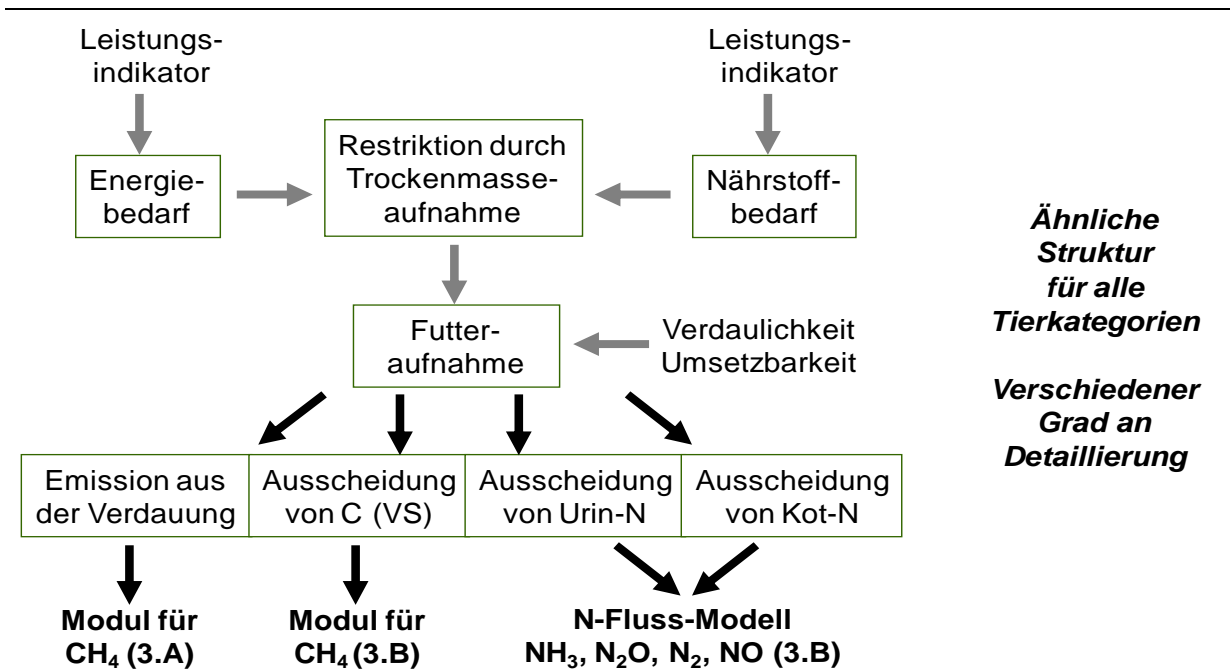 Leistungs-
indikator
Leistungs-
indikator
Energie-
bedarf
Restriktion durch
Trockenmasse-
aufnahme
Nährstoff-
bedarf
Futter-
aufnahme
Verdaulichkeit
Umsetzbarkeit
Ähnliche
Struktur
für alle
Tierkategorien
Verschiedener
Grad an
Detaillierung
Emission aus
der Verdauung
Ausscheidung
von C (VS)
Ausscheidung
von Urin-N
Ausscheidung
von Kot-N
Modul für
CH₄ (3.A)
Modul für
CH₄ (3.B)
N-Fluss-Modell
NH₃, N₂O, N₂, NO (3.B)